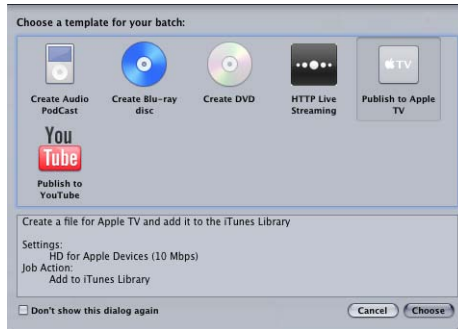 Choose a template for your batch:
tv
Create Audio PodCast
Create Blu-ray disc
Create DVD
HTTP Live Streaming
Publish to Apple TV
You
Tube
Publish to YouTube
Create a file for Apple TV and add it to the iTunes Library
Settings:
HD for Apple Devices (10 Mbps)
Job Action:
Add to iTunes Library
Don't show this dialog again
Cancel
Choose